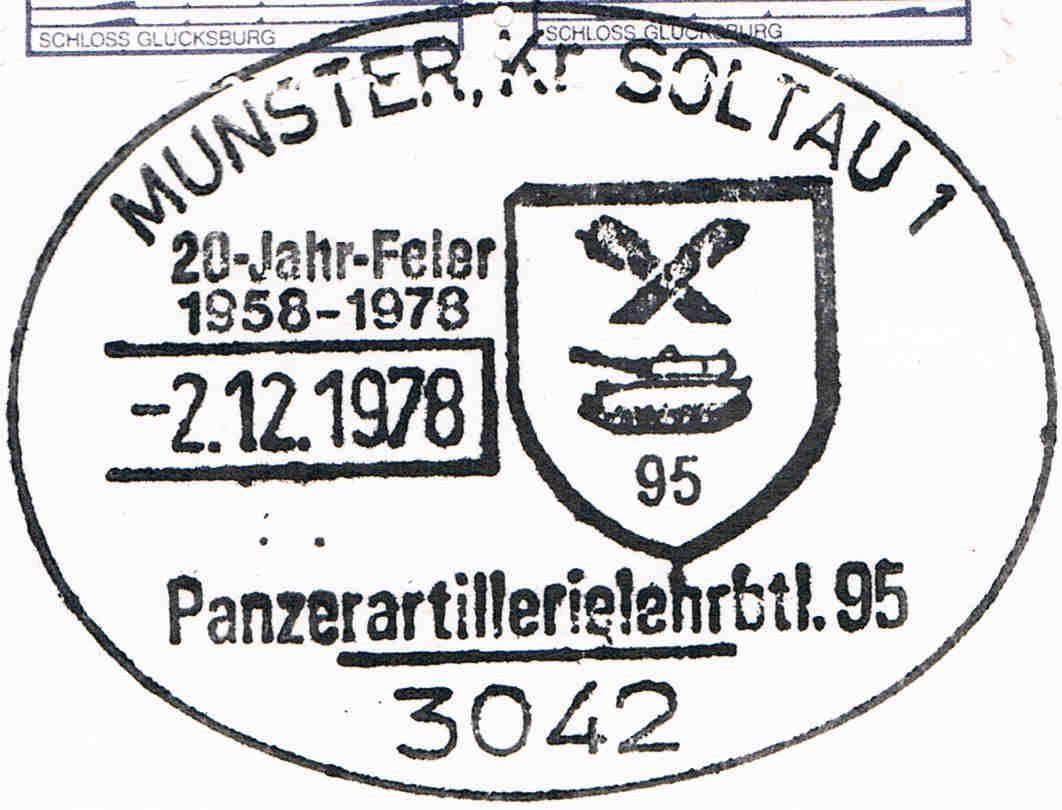 SCHLOSS GLÜCKSBURG
SCHLOSS GLÜCKSBURG
MUNSTER, Kr SOLTAU 1
20-Jahr-Feier
1958-1978
-2.12.1978
95
Panzerartillerielehrbtl. 95
3042